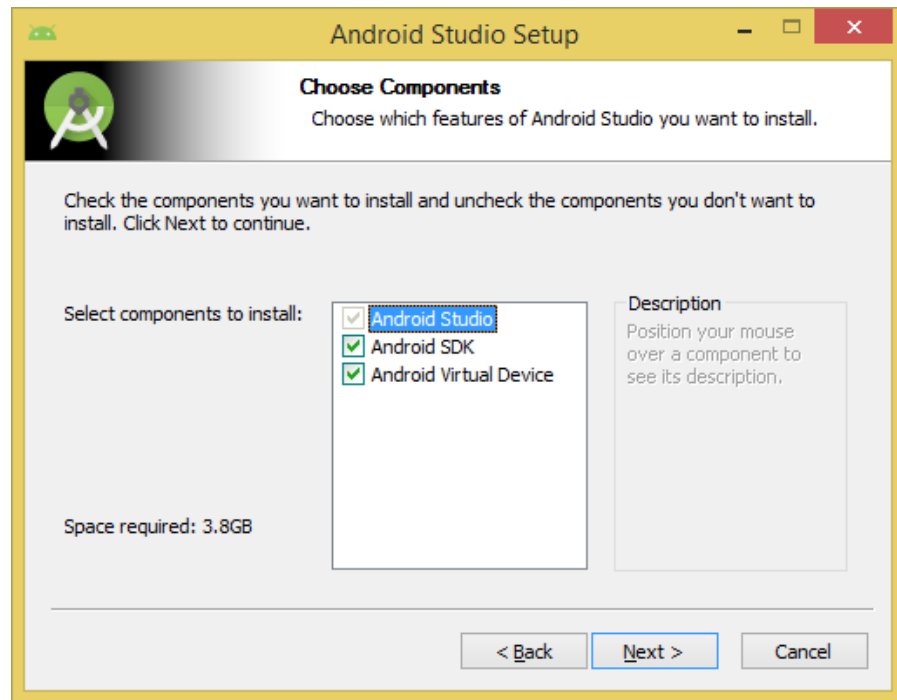 Android Studio Setup
Choose Components
Choose which features of Android Studio you want to install.
Check the components you want to install and uncheck the components you don't want to
install. Click Next to continue.
Select components to install:
Android Studio
Android SDK
Android Virtual Device
Description
Position your mouse
over a component to
see its description.
Space required: 3.8GB
< Back
Next >
Cancel